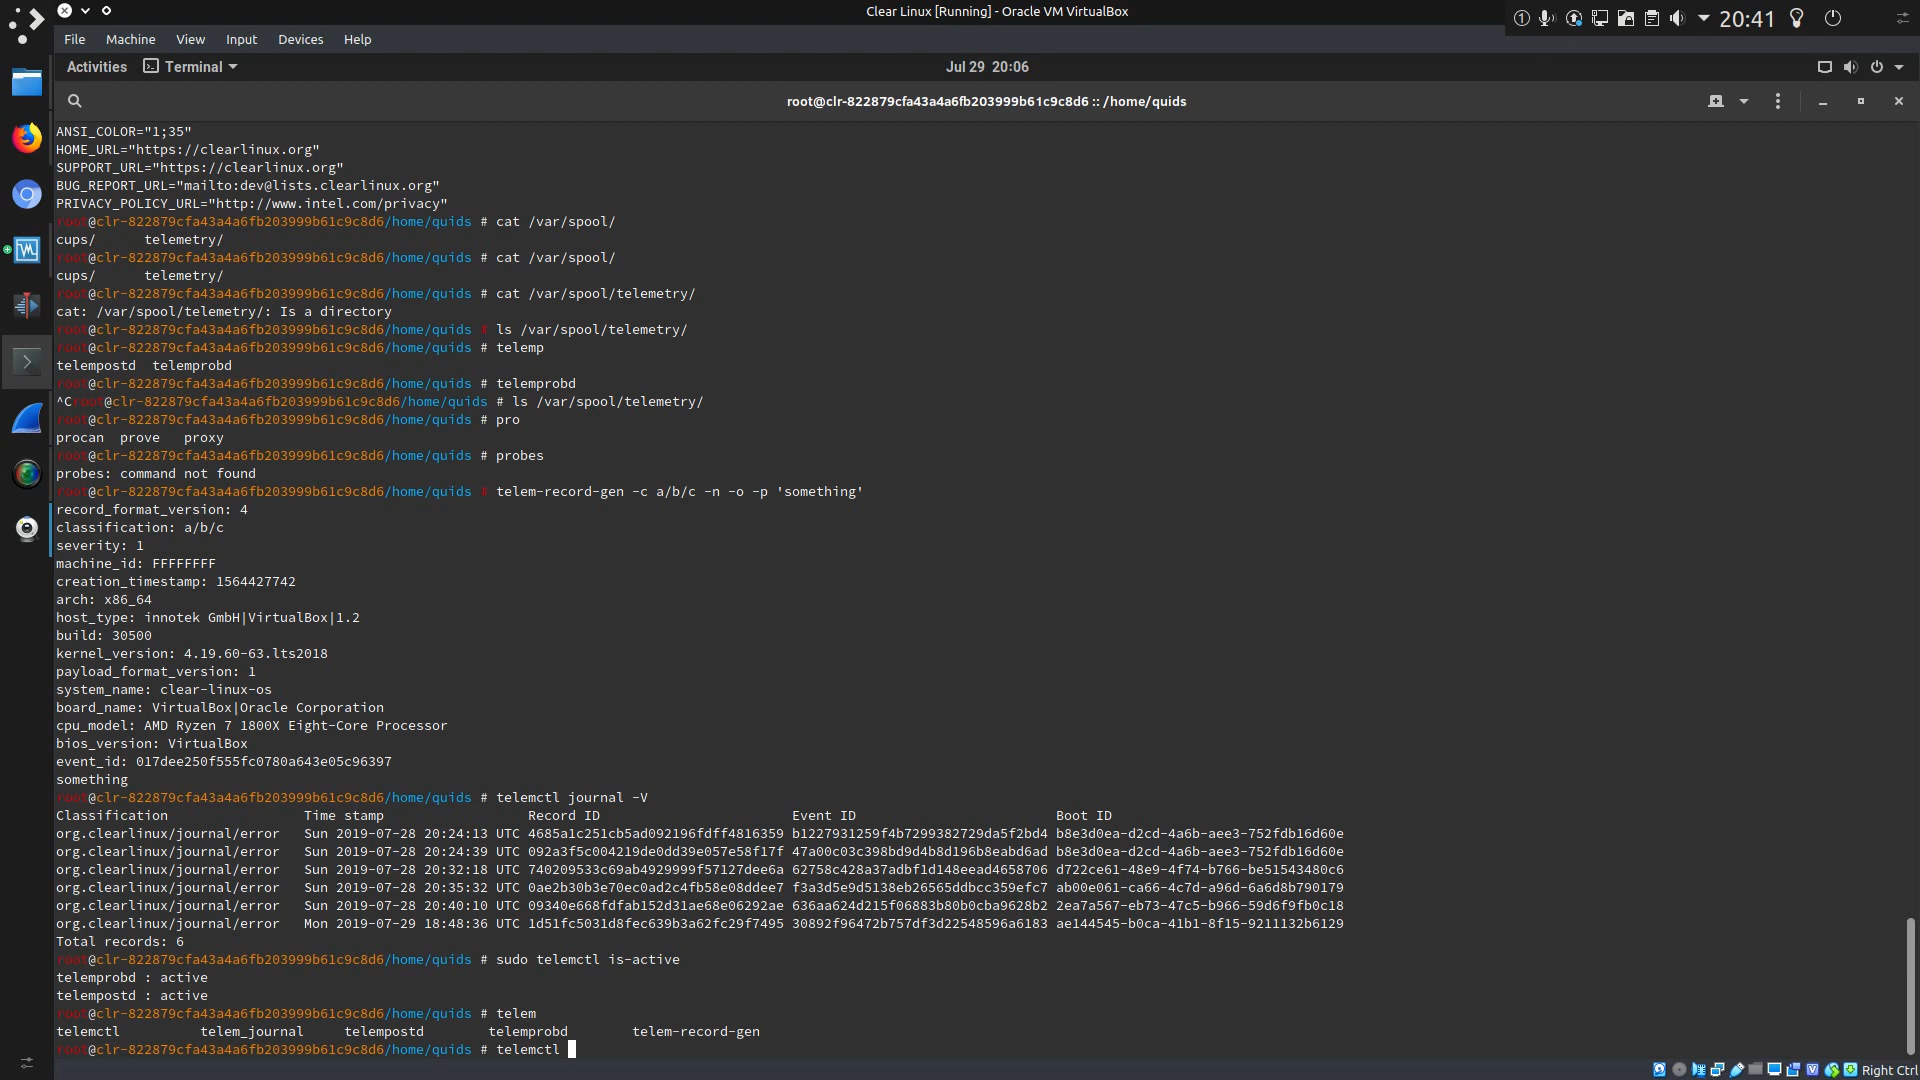 Clear Linux [Running] - Oracle VM VirtualBox
20:41
File Machine View Input Devices Help
Activities Terminal Jul 29 20:06
root@clr-822879cfa43a4a6fb203999b61c9c8d6 :: /home/quids
ANSI_COLOR="1;35"
HOME_URL="https://clearlinux.org"
SUPPORT_URL="https://clearlinux.org"
BUG_REPORT_URL="mailto:dev@lists.clearlinux.org"
PRIVACY_POLICY_URL="http://www.intel.com/privacy"
root@clr-822879cfa43a4a6fb203999b61c9c8d6/home/quids # cat /var/spool/
cups/ telemetry/
root@clr-822879cfa43a4a6fb203999b61c9c8d6/home/quids # cat /var/spool/
cups/ telemetry/
root@clr-822879cfa43a4a6fb203999b61c9c8d6/home/quids # cat /var/spool/telemetry/
cat: /var/spool/telemetry/: Is a directory
root@clr-822879cfa43a4a6fb203999b61c9c8d6/home/quids # ls /var/spool/telemetry/
root@clr-822879cfa43a4a6fb203999b61c9c8d6/home/quids # telemp
telempostd telemprobd
root@clr-822879cfa43a4a6fb203999b61c9c8d6/home/quids # telemprobd
^Croot@clr-822879cfa43a4a6fb203999b61c9c8d6/home/quids # ls /var/spool/telemetry/
root@clr-822879cfa43a4a6fb203999b61c9c8d6/home/quids # pro
procan prove proxy
root@clr-822879cfa43a4a6fb203999b61c9c8d6/home/quids # probes
probes: command not found
root@clr-822879cfa43a4a6fb203999b61c9c8d6/home/quids # telem-record-gen -c a/b/c -n -o -p 'something'
record_format_version: 4
classification: a/b/c
severity: 1
machine_id: FFFFFFFF
creation_timestamp: 1564427742
arch: x86_64
host_type: innotek GmbH|VirtualBox|1.2
build: 30500
kernel_version: 4.19.60-63.lts2018
payload_format_version: 1
system_name: clear-linux-os
board_name: VirtualBox|Oracle Corporation
cpu_model: AMD Ryzen 7 1800X Eight-Core Processor
bios_version: VirtualBox
event_id: 017dee250f555fc0780a643e05c96397
something
root@clr-822879cfa43a4a6fb203999b61c9c8d6/home/quids # telemctl journal -V
Classification Time stamp Record ID Event ID Boot ID
org.clearlinux/journal/error Sun 2019-07-28 20:24:13 UTC 4685a1c251cb5ad092196fdff4816359 b1227931259f4b7299382729da5f2bd4 b8e3d0ea-d2cd-4a6b-aee3-752fdb16d60e
org.clearlinux/journal/error Sun 2019-07-28 20:24:39 UTC 092a3f5c004219de0dd39e057e58f17f 47a00c03c398bd9d4b8d196b8eabd6ad b8e3d0ea-d2cd-4a6b-aee3-752fdb16d60e
org.clearlinux/journal/error Sun 2019-07-28 20:32:18 UTC 740209533c69ab4929999f57127dee6a 62758c428a37adbf1d148eead4658706 d722ce61-48e9-4f74-b766-be51543480c6
org.clearlinux/journal/error Sun 2019-07-28 20:35:32 UTC 0ae2b30b3e70ec0ad2c4fb58e08ddee7 f3a3d5e9d5138eb26565ddbcc359efc7 ab00e061-ca66-4c7d-a96d-6a6d8b790179
org.clearlinux/journal/error Sun 2019-07-28 20:40:10 UTC 09340e668fdfab152d31ae68e06292ae 636aa624d215f06883b80b0cba9628b2 2ea7a567-eb73-47c5-b966-59d6f9fb0c18
org.clearlinux/journal/error Mon 2019-07-29 18:48:36 UTC 1d51fc5031d8fec639b3a62fc29f7495 30892f96472b757df3d22548596a6183 ae144545-b0ca-41b1-8f15-9211132b6129
Total records: 6
root@clr-822879cfa43a4a6fb203999b61c9c8d6/home/quids # sudo telemctl is-active
telemprobd : active
telempostd : active
root@clr-822879cfa43a4a6fb203999b61c9c8d6/home/quids # telem
telemctl telem_journal telempostd telemprobd telem-record-gen
root@clr-822879cfa43a4a6fb203999b61c9c8d6/home/quids # telemctl
Right Ctrl